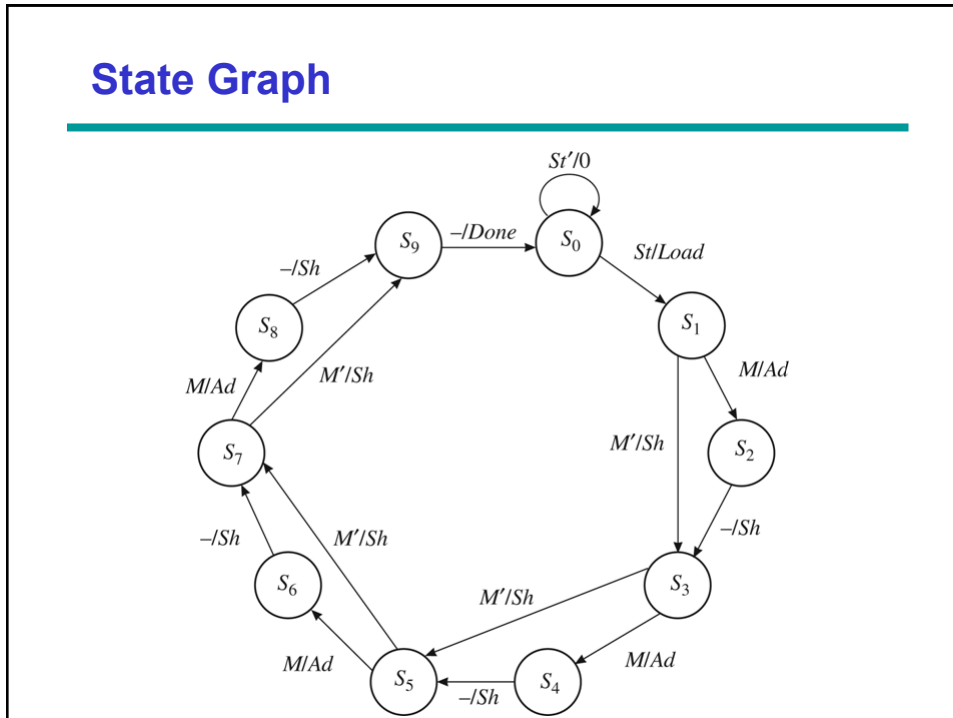 State Graph
St′/0
S9
–/Done
S0
St/Load
–/Sh
S8
S1
M/Ad
M′/Sh
M/Ad
S7
M′/Sh
S2
–/Sh
M′/Sh
–/Sh
S6
M′/Sh
S3
M/Ad
S5
–/Sh
S4
M/Ad